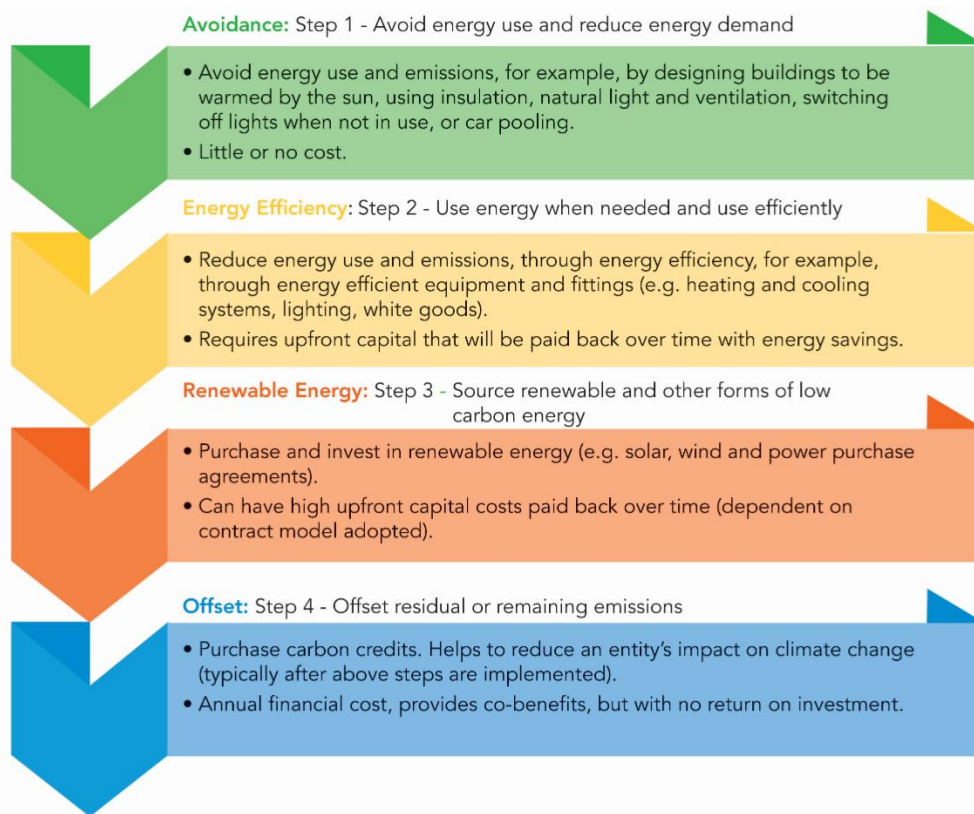 Avoidance: Step 1 - Avoid energy use and reduce energy demand
• Avoid energy use and emissions, for example, by designing buildings to be
warmed by the sun, using insulation, natural light and ventilation, switching
off lights when not in use, or car pooling.
• Little or no cost.
Energy Efficiency: Step 2 - Use energy when needed and use efficiently
• Reduce energy use and emissions, through energy efficiency, for example,
through energy efficient equipment and fittings (e.g. heating and cooling
systems, lighting, white goods).
• Requires upfront capital that will be paid back over time with energy savings.
Renewable Energy: Step 3 - Source renewable and other forms of low
carbon energy
• Purchase and invest in renewable energy (e.g. solar, wind and power purchase
agreements).
• Can have high upfront capital costs paid back over time (dependent on
contract model adopted).
Offset: Step 4 - Offset residual or remaining emissions
• Purchase carbon credits. Helps to reduce an entity's impact on climate change
(typically after above steps are implemented).
• Annual financial cost, provides co-benefits, but with no return on investment.